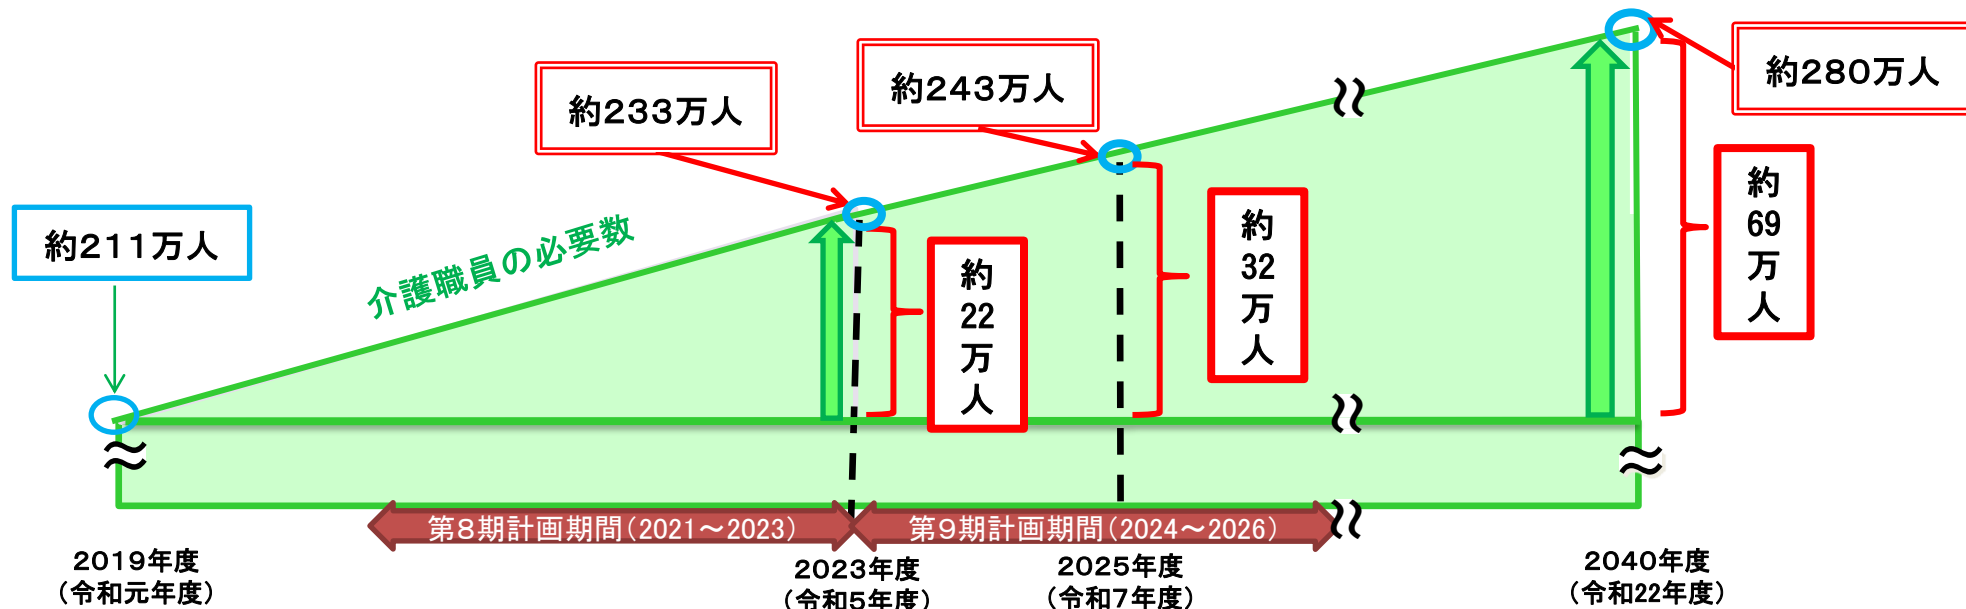 約280万人
約243万人
約233万人
約211万人
介護職員の必要数
約
22
万
人
約
32
万
人
約
69
万
人
第8期計画期間(2021～2023)
第9期計画期間(2024～2026)
2019年度
(令和元年度)
2023年度
(令和5年度)
2025年度
(令和7年度)
2040年度
(令和22年度)